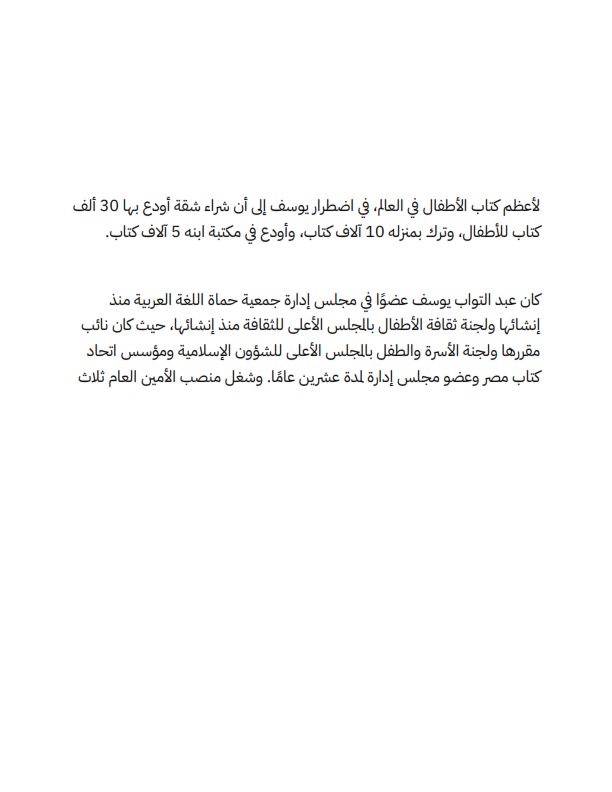 لأعظم كتاب الأطفال في العالم، في اضطرار يوسف إلى أن شراء شقة أودع بها 30 ألف
كتاب للأطفال، وترك بمنزله 10 آلاف كتاب، وأودع في مكتبة ابنه 5 آلاف كتاب.
كان عبد التواب يوسف عضوًا في مجلس إدارة جمعية حماة اللغة العربية منذ
إنشائها ولجنة ثقافة الأطفال بالمجلس الأعلى للثقافة منذ إنشائها، حيث كان نائب
مقررها ولجنة الأسرة والطفل بالمجلس الأعلى للشؤون الإسلامية ومؤسس اتحاد
كتاب مصر وعضو مجلس إدارة لمدة عشرين عامًا. وشغل منصب الأمين العام ثلاث